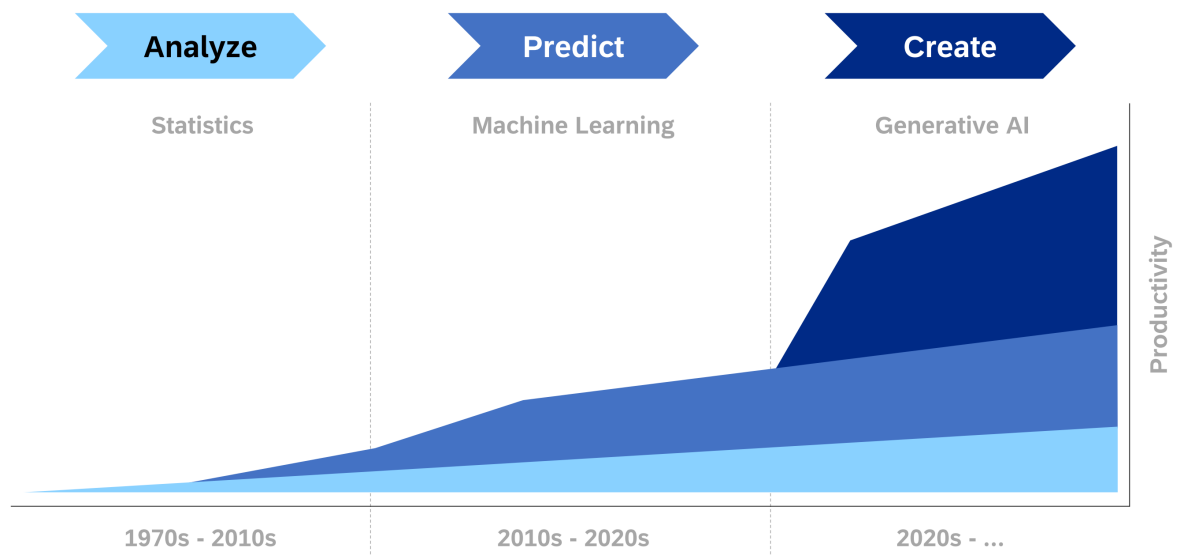 Analyze
Predict
Create
Statistics
Machine Learning
Generative AI
Productivity
1970s - 2010s
2010s - 2020s
2020s - ...